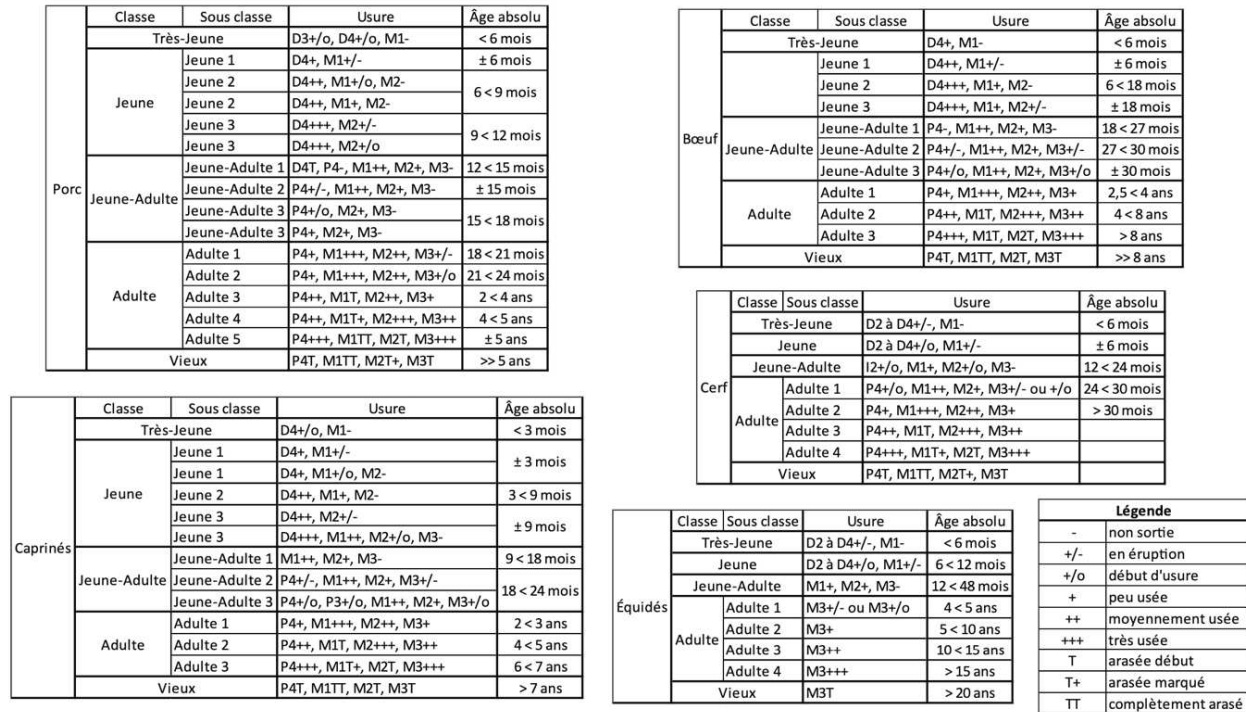 Classe Sous classe Usure Âge absolu
Très-Jeune D3+/o, D4+/o, M1- < 6 mois
Jeune 1 D4+, M1+/- ± 6 mois
Jeune 2 D4++, M1+/o, M2-
6 < 9 mois
Jeune
Jeune 2 D4++, M1+, M2-
Jeune 3 D4+++, M2+/-
9 < 12 mois
Jeune 3 D4+++, M2+/o
Jeune-Adulte 1 D4T, P4-, M1++, M2+, M3- 12 < 15 mois
Porc
Jeune-Adulte
Jeune-Adulte 2 P4+/-, M1++, M2+, M3- ± 15 mois
Jeune-Adulte 3 P4+/o, M2+, M3-
15 < 18 mois
Jeune-Adulte 3 P4+, M2+, M3-
Adulte 1 P4+, M1+++, M2++, M3+/- 18 < 21 mois
Adulte 2 P4+, M1+++, M2++, M3+/o 21 < 24 mois
Adulte Adulte 3 P4++, M1T, M2++, M3+ 2 < 4 ans
Adulte 4 P4++, M1T+, M2+++, M3++ 4 < 5 ans
Adulte 5 P4+++, M1TT, M2T, M3+++ ± 5 ans
Vieux P4T, M1TT, M2T+, M3T >> 5 ans
Classe Sous classe Usure Âge absolu
Très-Jeune D4+, M1- < 6 mois
Jeune 1 D4++, M1+/- ± 6 mois
Jeune 2 D4+++, M1+, M2- 6 < 18 mois
Jeune 3 D4+++, M1+, M2+/- ± 18 mois
Jeune-Adulte 1 P4-, M1++, M2+, M3- 18 < 27 mois
Bœuf Jeune-Adulte Jeune-Adulte 2 P4+/-, M1++, M2+, M3+/- 27 < 30 mois
Jeune-Adulte 3 P4+/o, M1++, M2+, M3+/o ± 30 mois
Adulte 1 P4+, M1+++, M2++, M3+ 2,5 < 4 ans
Adulte Adulte 2 P4++, M1T, M2+++, M3++ 4 < 8 ans
Adulte 3 P4+++, M1T, M2T, M3+++ > 8 ans
Vieux P4T, M1TT, M2T, M3T >> 8 ans
Classe Sous classe Usure Âge absolu
Très-Jeune D2 à D4+/-, M1- < 6 mois
Jeune D2 à D4+/o, M1+/- ± 6 mois
Jeune-Adulte I2+/o, M1+, M2+/o, M3- 12 < 24 mois
Cerf
Adulte 1 P4+/o, M1++, M2+, M3+/- ou +/o 24 < 30 mois
Adulte
Adulte 2 P4+, M1+++, M2++, M3+ > 30 mois
Adulte 3 P4++, M1T, M2+++, M3++
Adulte 4 P4+++, M1T+, M2T, M3+++
Vieux P4T, M1TT, M2T+, M3T
Classe Sous classe Usure Âge absolu
Très-Jeune D4+/o, M1- < 3 mois
Jeune 1 D4+, M1+/-
± 3 mois
Jeune 1 D4+, M1+/o, M2-
Jeune Jeune 2 D4++, M1+, M2- 3 < 9 mois
Jeune 3 D4++, M2+/-
± 9 mois
Jeune 3 D4+++, M1++, M2+/o, M3-
Caprinés
Jeune-Adulte 1 M1++, M2+, M3- 9 < 18 mois
Jeune-Adulte Jeune-Adulte 2 P4+/-, M1++, M2+, M3+/-
18 < 24 mois
Jeune-Adulte 3 P4+/o, P3+/o, M1++, M2+, M3+/o
Adulte 1 P4+, M1+++, M2++, M3+ 2 < 3 ans
Adulte Adulte 2 P4++, M1T, M2+++, M3++ 4 < 5 ans
Adulte 3 P4+++, M1T+, M2T, M3+++ 6 < 7 ans
Vieux P4T, M1TT, M2T, M3T > 7 ans
Classe Sous classe Usure Âge absolu
Très-Jeune D2 à D4+/-, M1- < 6 mois
Jeune D2 à D4+/o, M1+/- 6 < 12 mois
Jeune-Adulte M1+, M2+, M3- 12 < 48 mois
Équidés
Adulte 1 M3+/- ou M3+/o 4 < 5 ans
Adulte
Adulte 2 M3+ 5 < 10 ans
Adulte 3 M3++ 10 < 15 ans
Adulte 4 M3+++ > 15 ans
Vieux M3T > 20 ans
Légende
- non sortie
+/- en éruption
+/o début d'usure
+ peu usée
++ moyennement usée
+++ très usée
T arasée début
T+ arasée marqué
TT complètement arasé